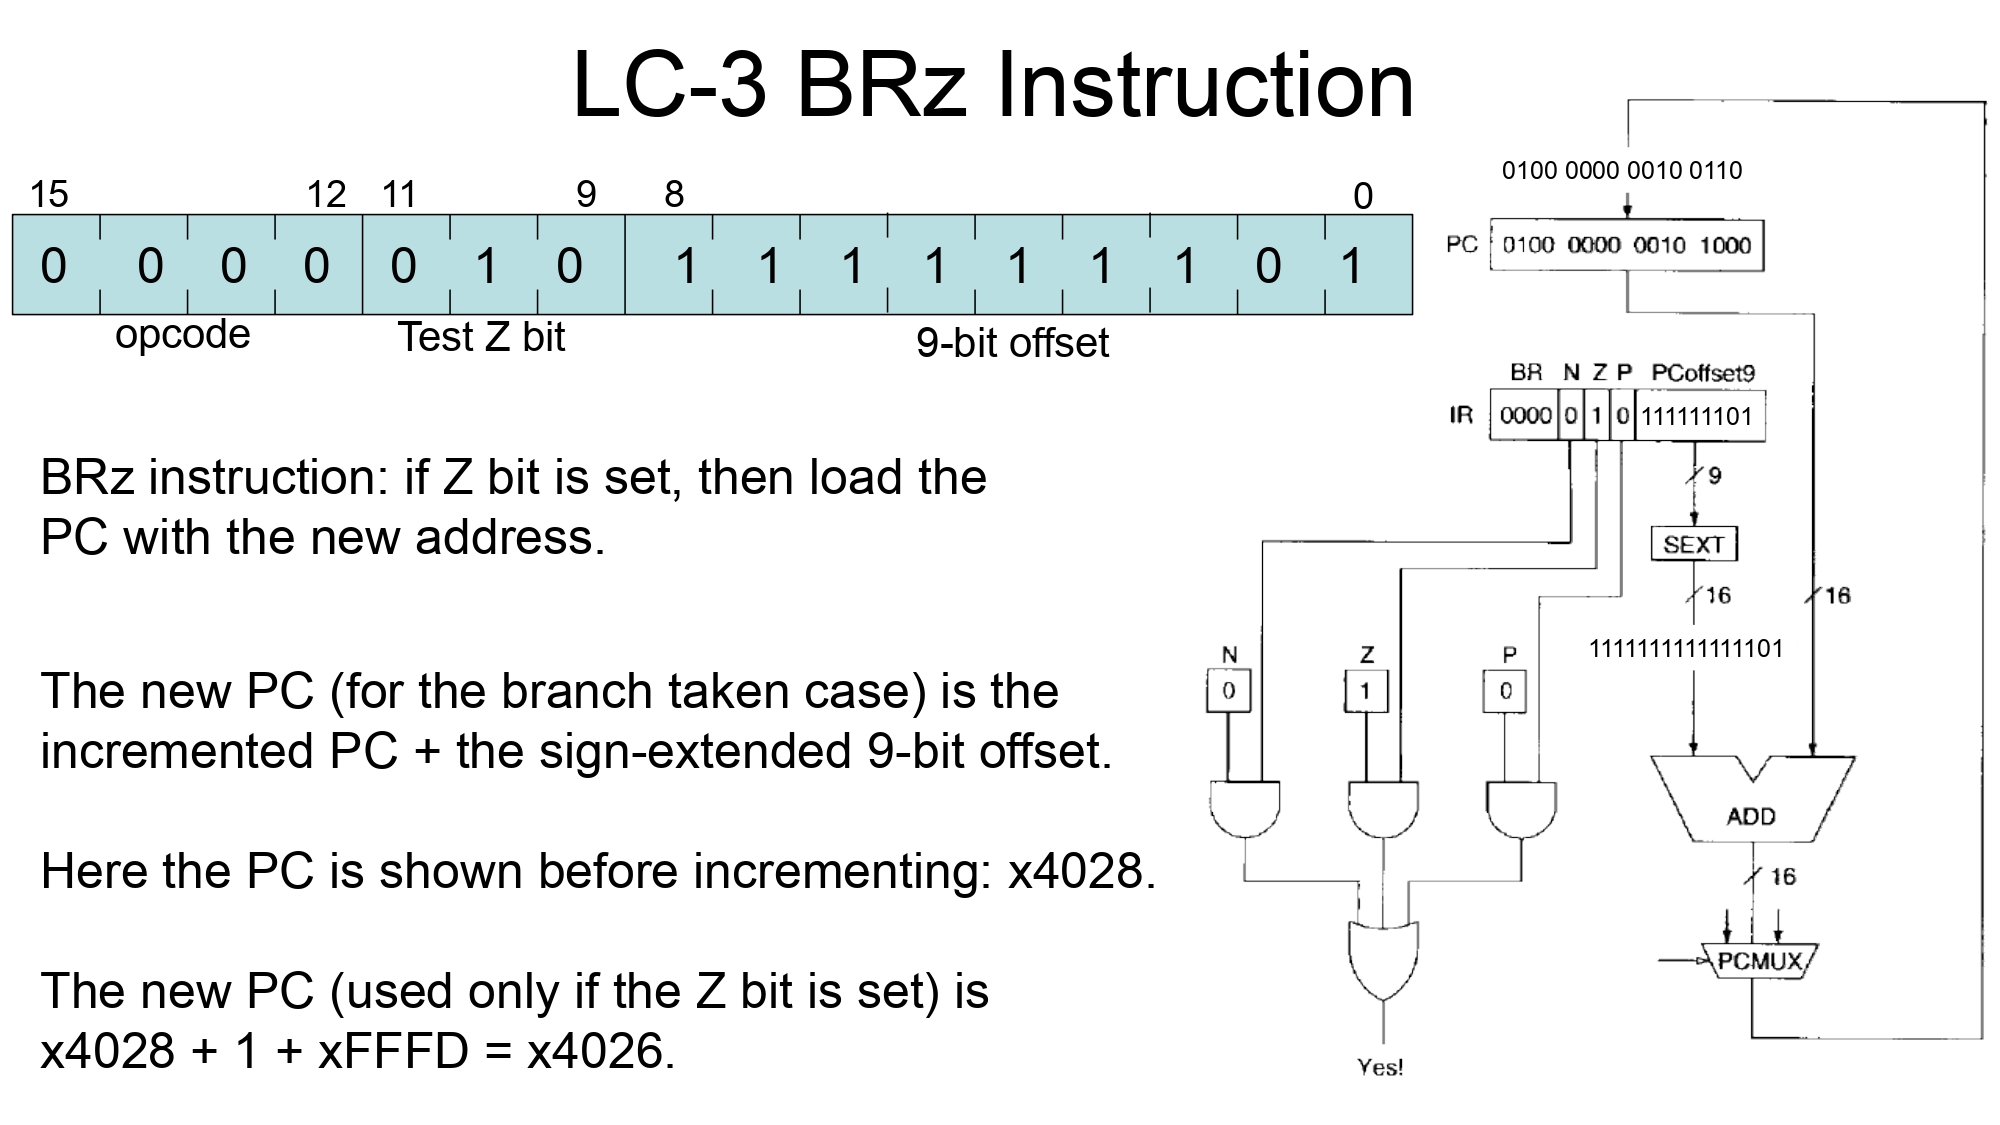 LC-3 BRz Instruction
15 12 11 9 8 0
0 0 0 0 0 1 0 1 1 1 1 1 1 1 0 1
opcode Test Z bit 9-bit offset
BRz instruction: if Z bit is set, then load the
PC with the new address.
The new PC (for the branch taken case) is the
incremented PC + the sign-extended 9-bit offset.
Here the PC is shown before incrementing: x4028.
The new PC (used only if the Z bit is set) is
x4028 + 1 + xFFFD = x4026.
0100 0000 0010 0110
PC 0100 0000 0010 1000
BR N Z P PCoffset9
IR 0000 0 1 0 111111101
9
SEXT
16 16
1111111111111101
N Z P
0 1 0
ADD
16
PCMUX
Yes!